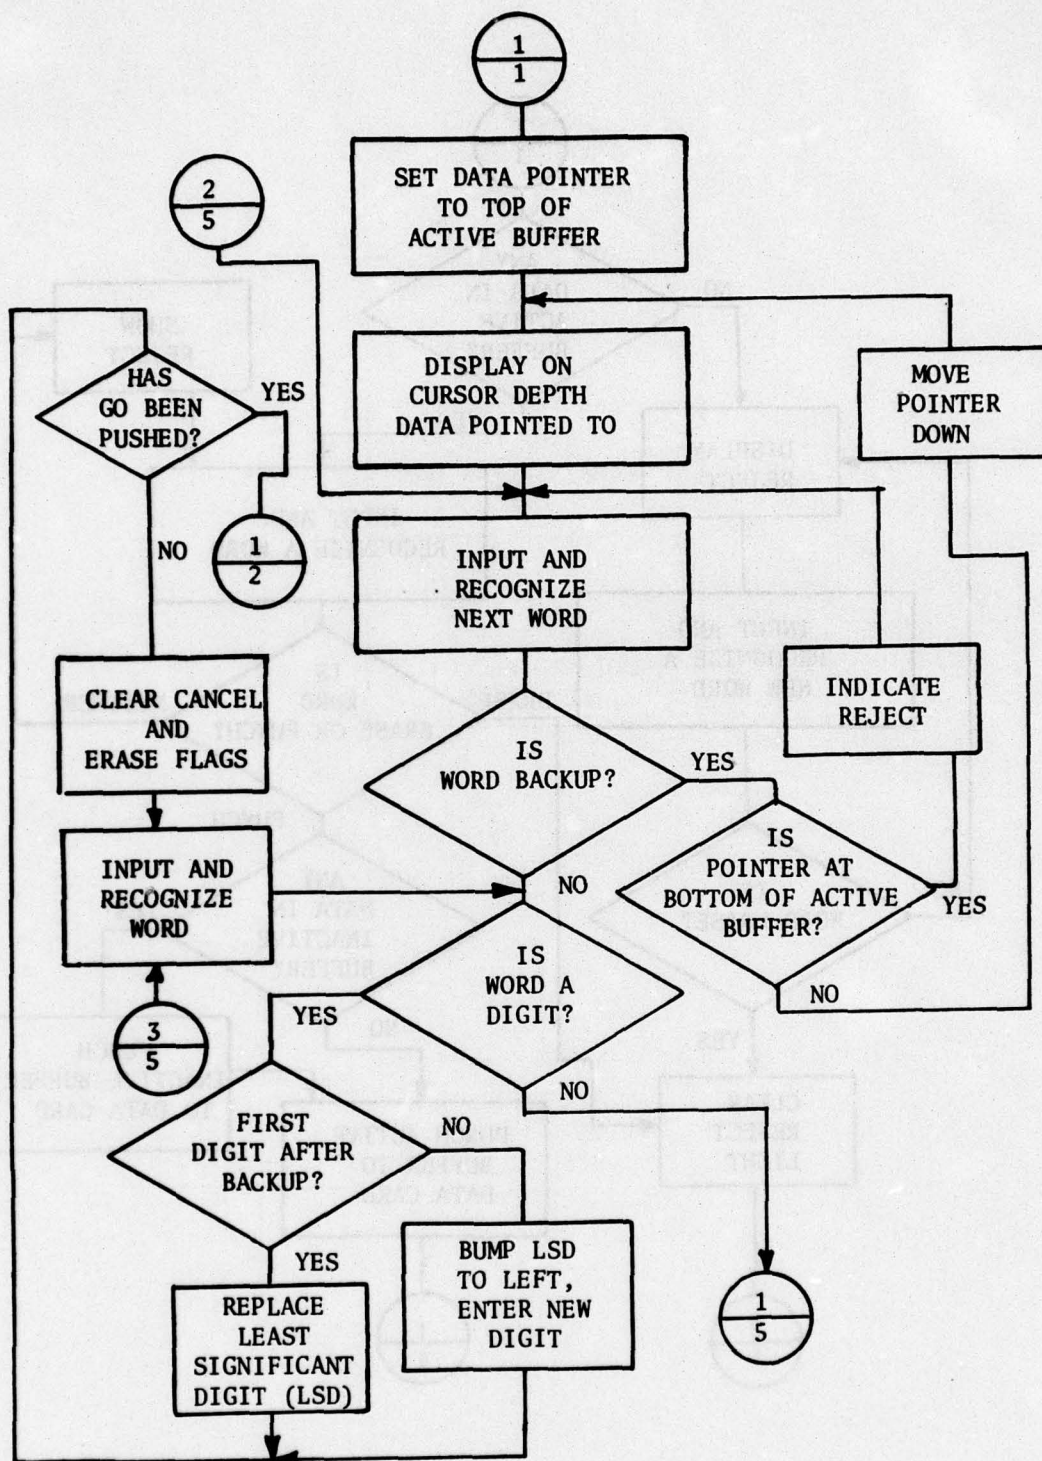 1
1
SET DATA POINTER
TO TOP OF
ACTIVE BUFFER
2
5
DISPLAY ON
CURSOR DEPTH
DATA POINTED TO
MOVE
POINTER
DOWN
HAS
GO BEEN
PUSHED?
YES
NO
1
2
INPUT AND
RECOGNIZE
NEXT WORD
CLEAR CANCEL
AND
ERASE FLAGS
INDICATE
REJECT
IS
WORD BACKUP?
YES
NO
IS
POINTER AT
BOTTOM OF ACTIVE
BUFFER?
YES
NO
INPUT AND
RECOGNIZE
WORD
3
5
IS
WORD A
DIGIT?
YES
NO
FIRST
DIGIT AFTER
BACKUP?
NO
YES
BUMP LSD
TO LEFT,
ENTER NEW
DIGIT
REPLACE
LEAST
SIGNIFICANT
DIGIT (LSD)
1
5